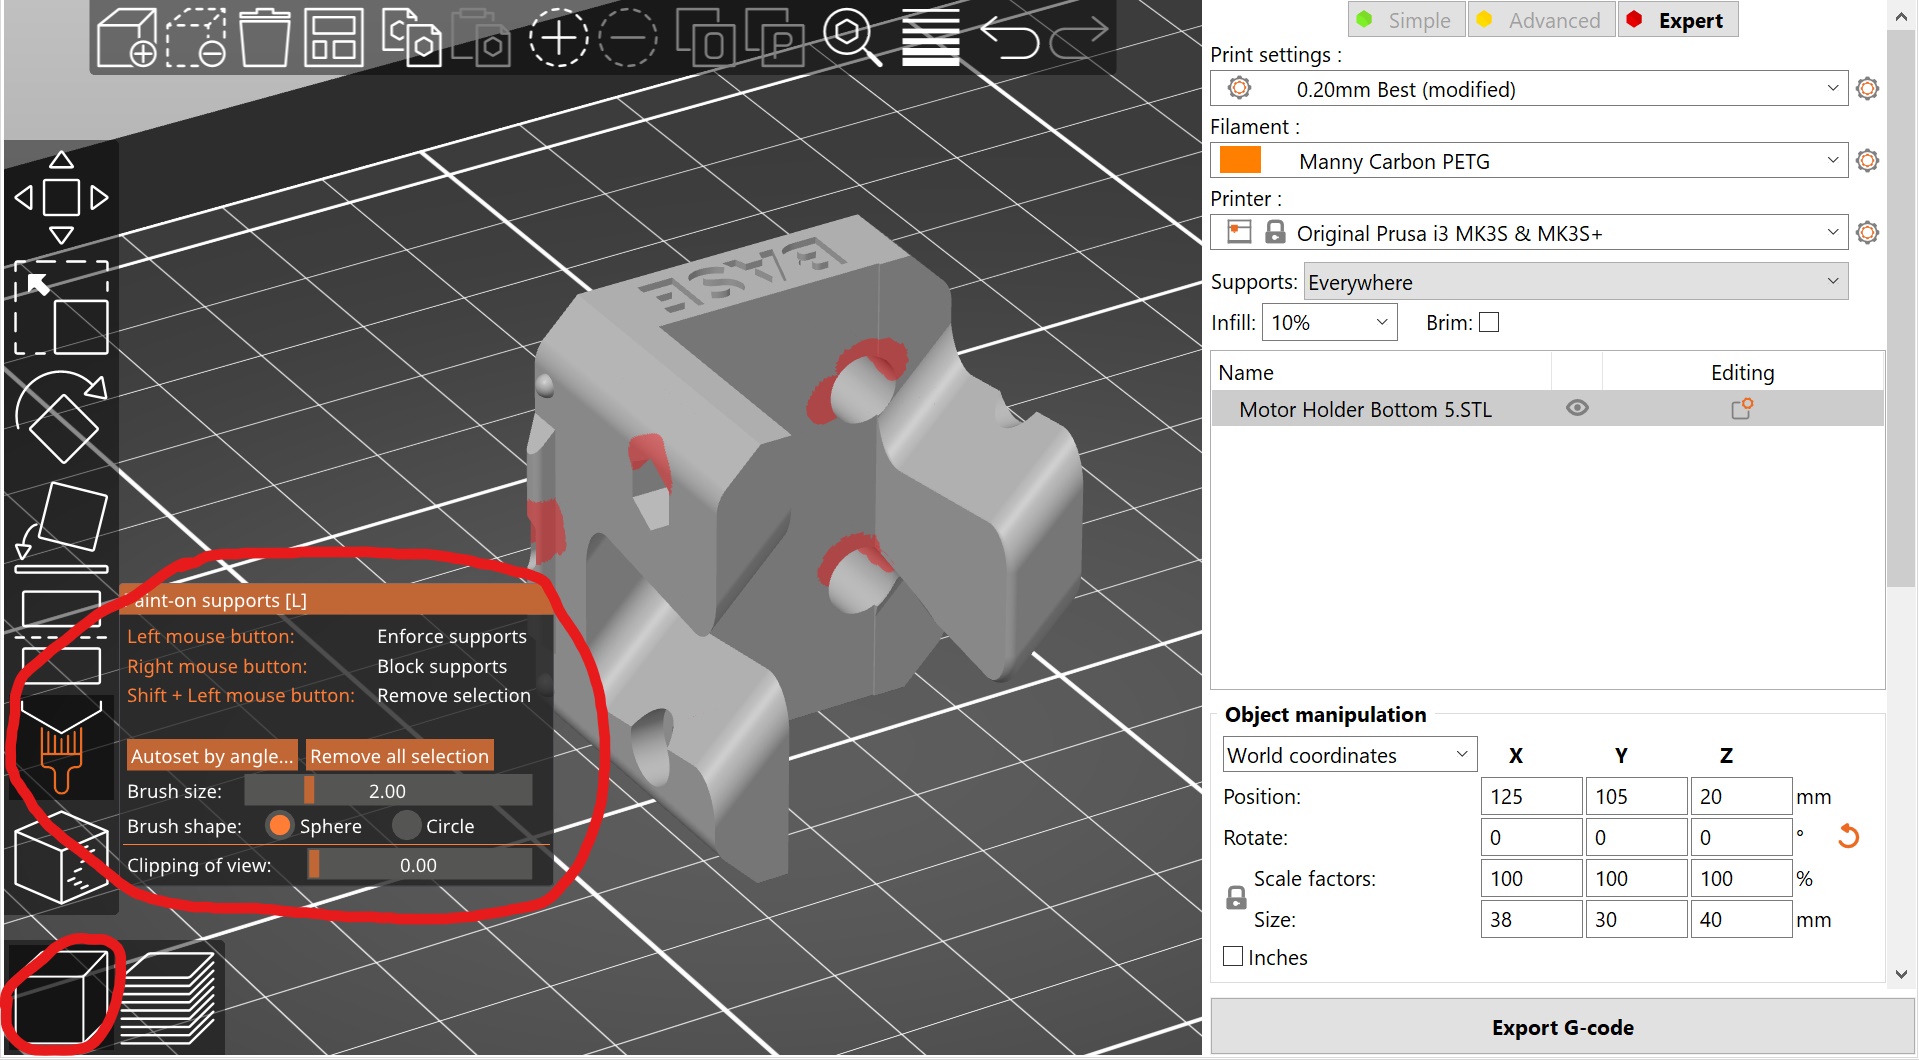 Simple
Advanced
Expert
Print settings :
0.20mm Best (modified)
Filament :
Manny Carbon PETG
Printer :
Original Prusa i3 MK3S & MK3S+
Supports: Everywhere
Infill: 10% Brim:
Name Editing
Motor Holder Bottom 5.STL
Object manipulation
World coordinates X Y Z
Position: 125 105 20 mm
Rotate: 0 0 0 °
Scale factors: 100 100 100 %
Size: 38 30 40 mm
Inches
Export G-code
BASE
aint-on supports [L]
Left mouse button: Enforce supports
Right mouse button: Block supports
Shift + Left mouse button: Remove selection
Autoset by angle... Remove all selection
Brush size: 2.00
Brush shape: Sphere Circle
Clipping of view: 0.00